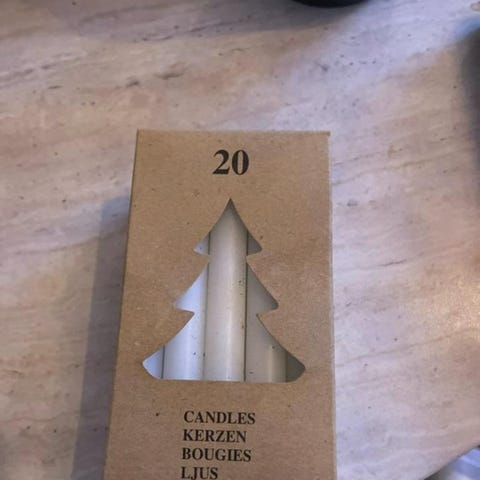 20
CANDLES
KERZEN
BOUGIES
LJUS